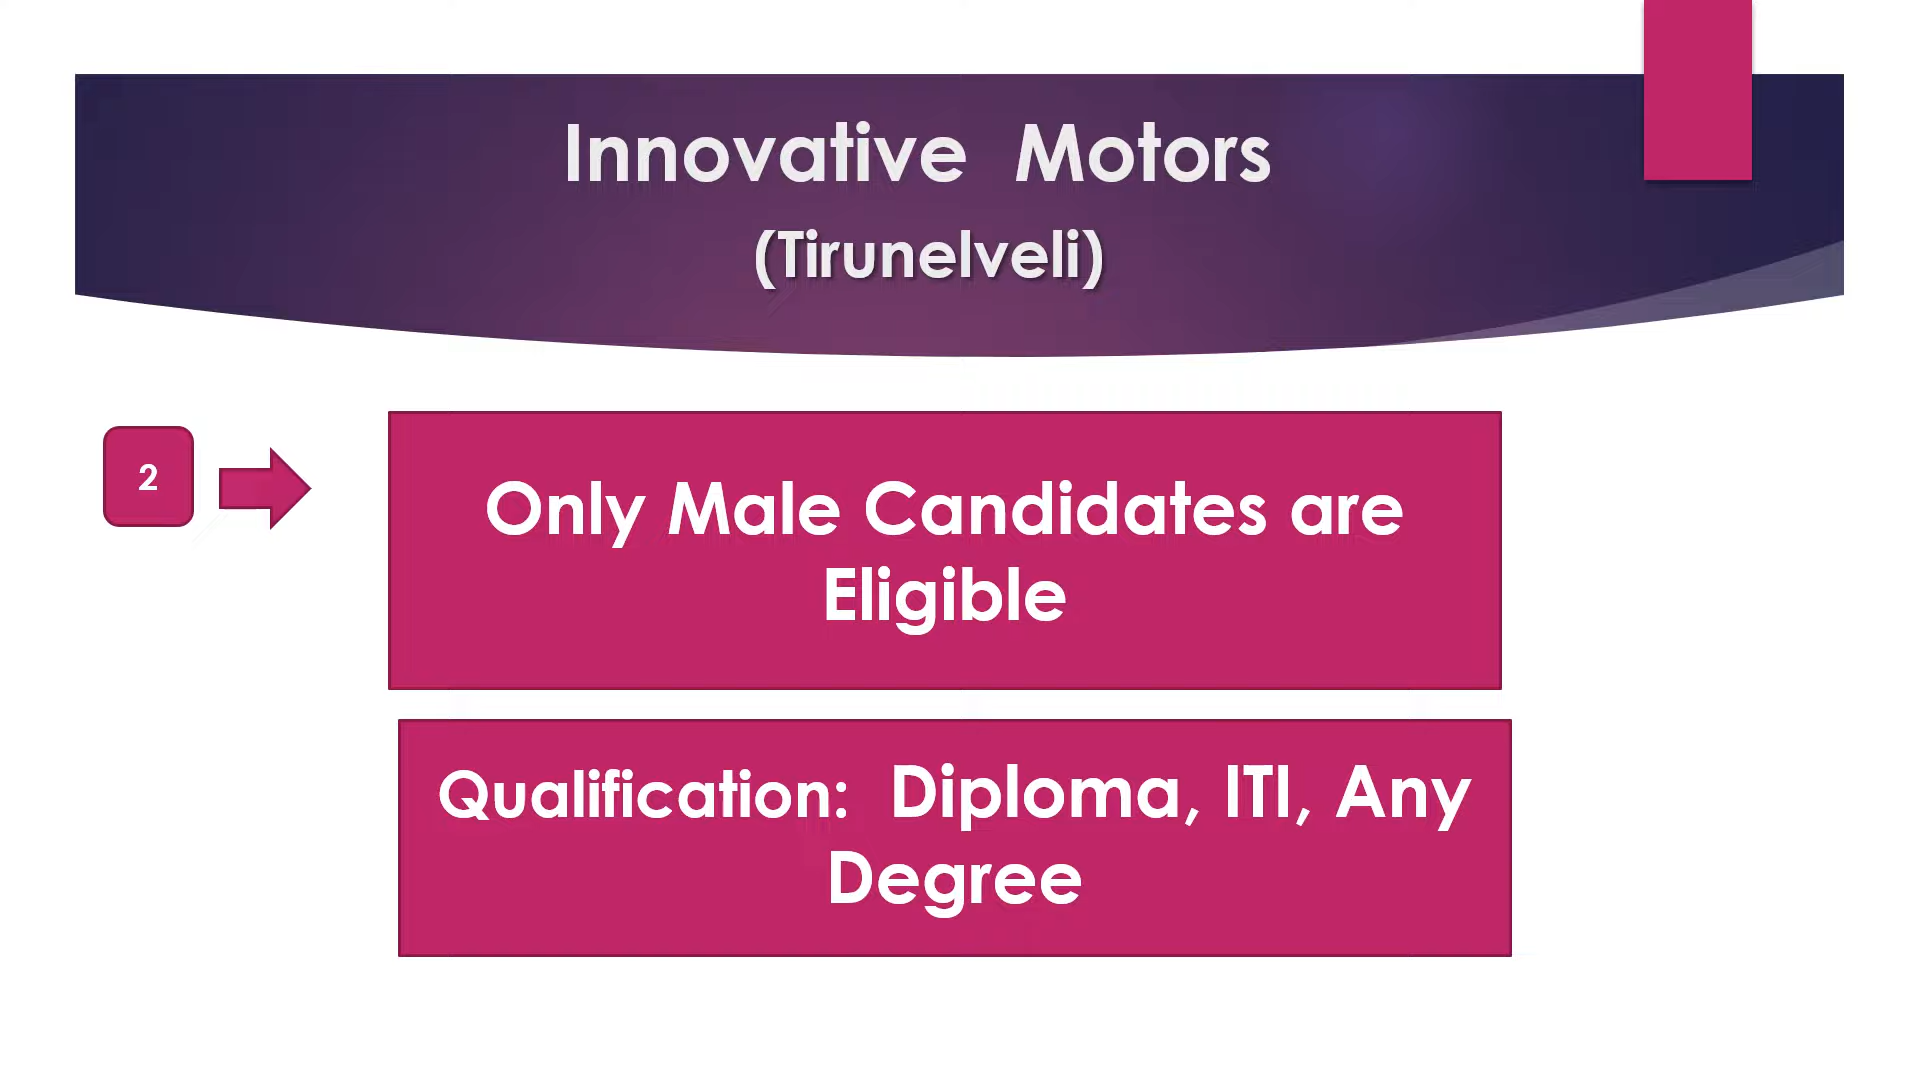 Innovative Motors
(Tirunelveli)
2
Only Male Candidates are
Eligible
Qualification: Diploma, ITI, Any
Degree